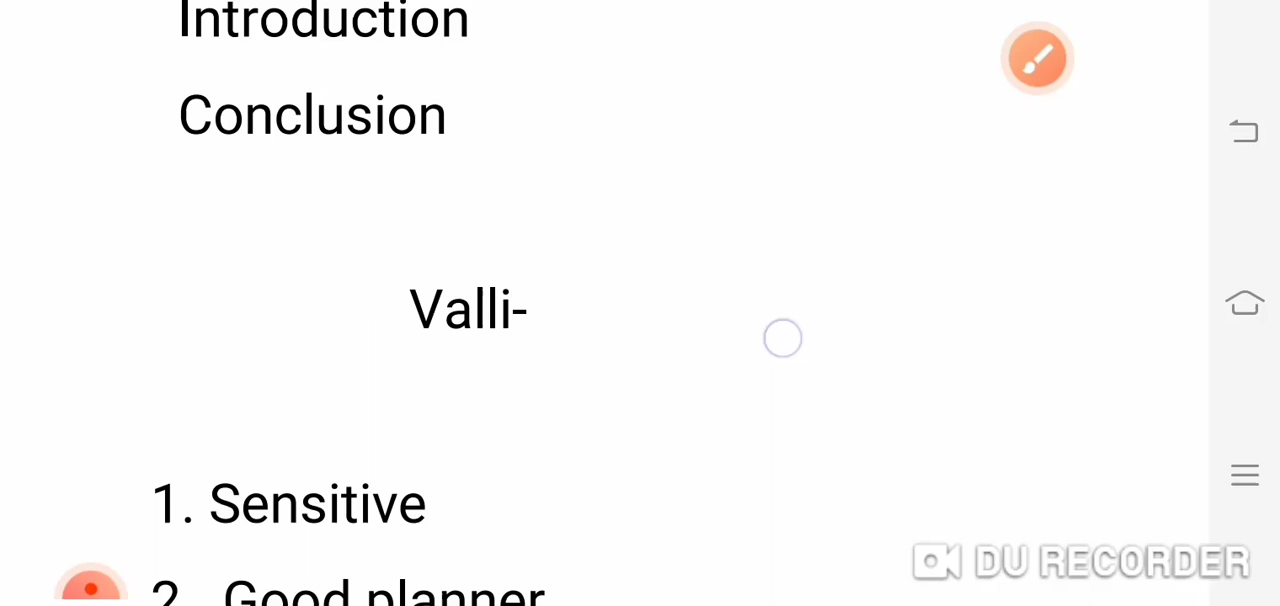 Introduction
Conclusion
Valli-
1. Sensitive
2. Good planner
DU RECORDER